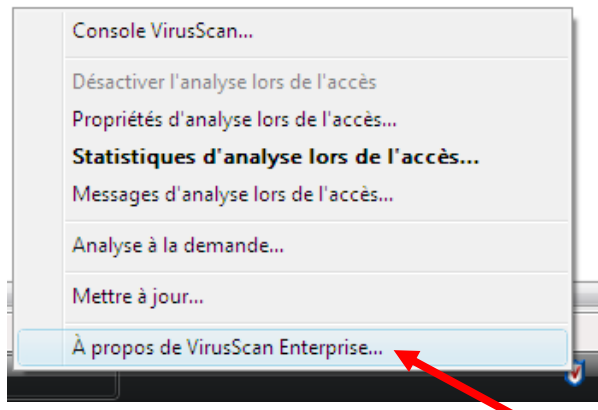 Console VirusScan...
Désactiver l'analyse lors de l'accès
Propriétés d'analyse lors de l'accès...
Statistiques d'analyse lors de l'accès...
Messages d'analyse lors de l'accès...
Analyse à la demande...
Mettre à jour...
À propos de VirusScan Enterprise...